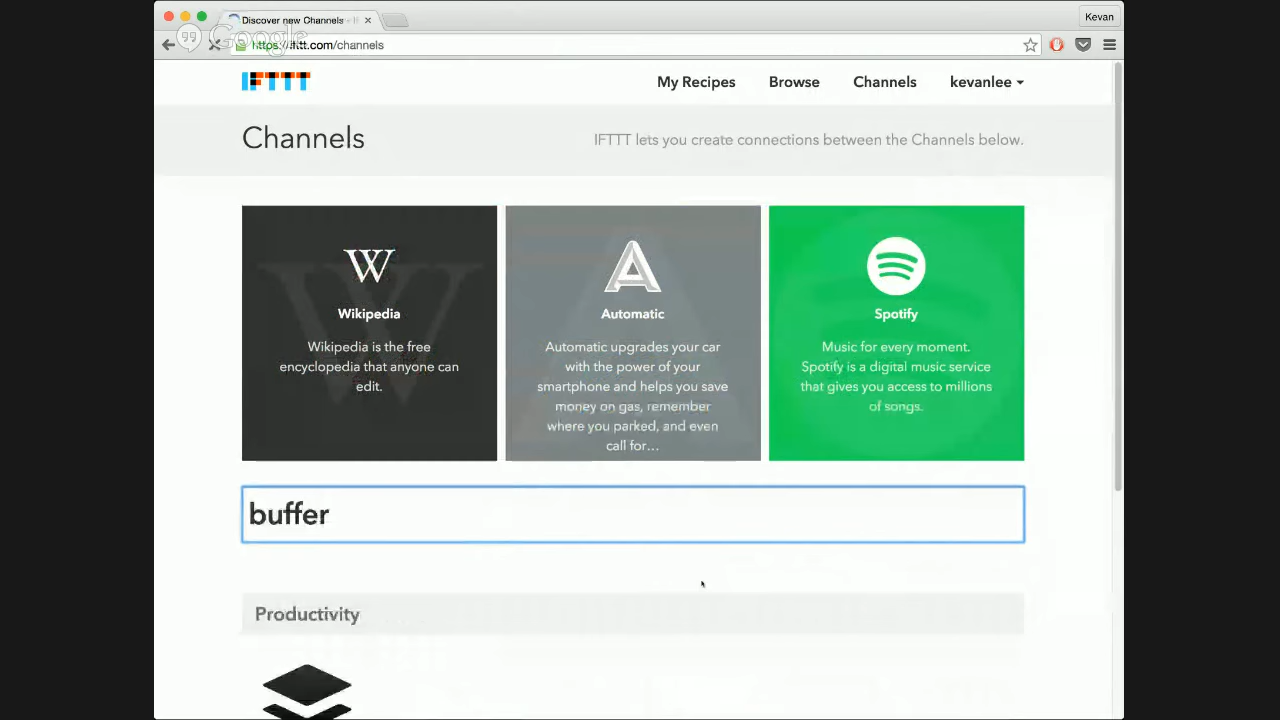 Discover new Channels - I
Kevan
Google
https://ifttt.com/channels
IFTTT
My Recipes
Browse
Channels
kevanlee
Channels
IFTTT lets you create connections between the Channels below.
W
Wikipedia
Wikipedia is the free
encyclopedia that anyone can
edit.
A
Automatic
Automatic upgrades your car
with the power of your
smartphone and helps you save
money on gas, remember
where you parked, and even
call for...
Spotify
Music for every moment.
Spotify is a digital music service
that gives you access to millions
of songs.
buffer
Productivity